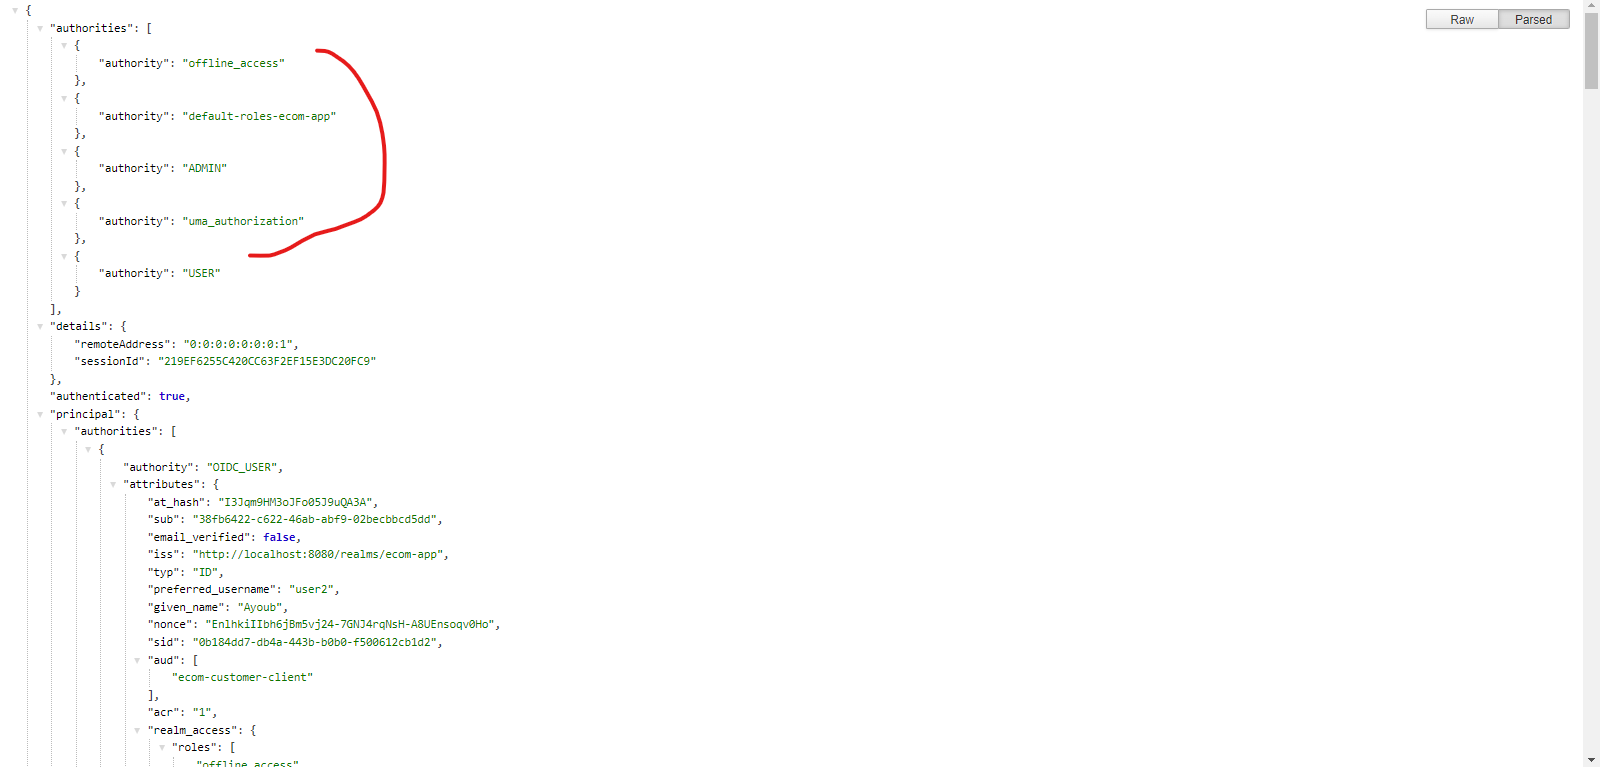 Raw Parsed
{
"authorities": [
{
"authority": "offline_access"
},
{
"authority": "default-roles-ecom-app"
},
{
"authority": "ADMIN"
},
{
"authority": "uma_authorization"
},
{
"authority": "USER"
}
],
"details": {
"remoteAddress": "0:0:0:0:0:0:0:1",
"sessionId": "219EF6255C420CC63F2EF15E3DC20FC9"
},
"authenticated": true,
"principal": {
"authorities": [
{
"authority": "OIDC_USER",
"attributes": {
"at_hash": "I3Jqm9HM3oJFo05J9uQA3A",
"sub": "38fb6422-c622-46ab-abf9-02becbbcd5dd",
"email_verified": false,
"iss": "http://localhost:8080/realms/ecom-app",
"typ": "ID",
"preferred_username": "user2",
"given_name": "Ayoub",
"nonce": "EnlhkiIIbh6jBm5vj24-7GNJ4rqNsH-A8UEnsoqv0Ho",
"sid": "0b184dd7-db4a-443b-b0b0-f500612cb1d2",
"aud": [
"ecom-customer-client"
],
"acr": "1",
"realm_access": {
"roles": [
"offline_access"